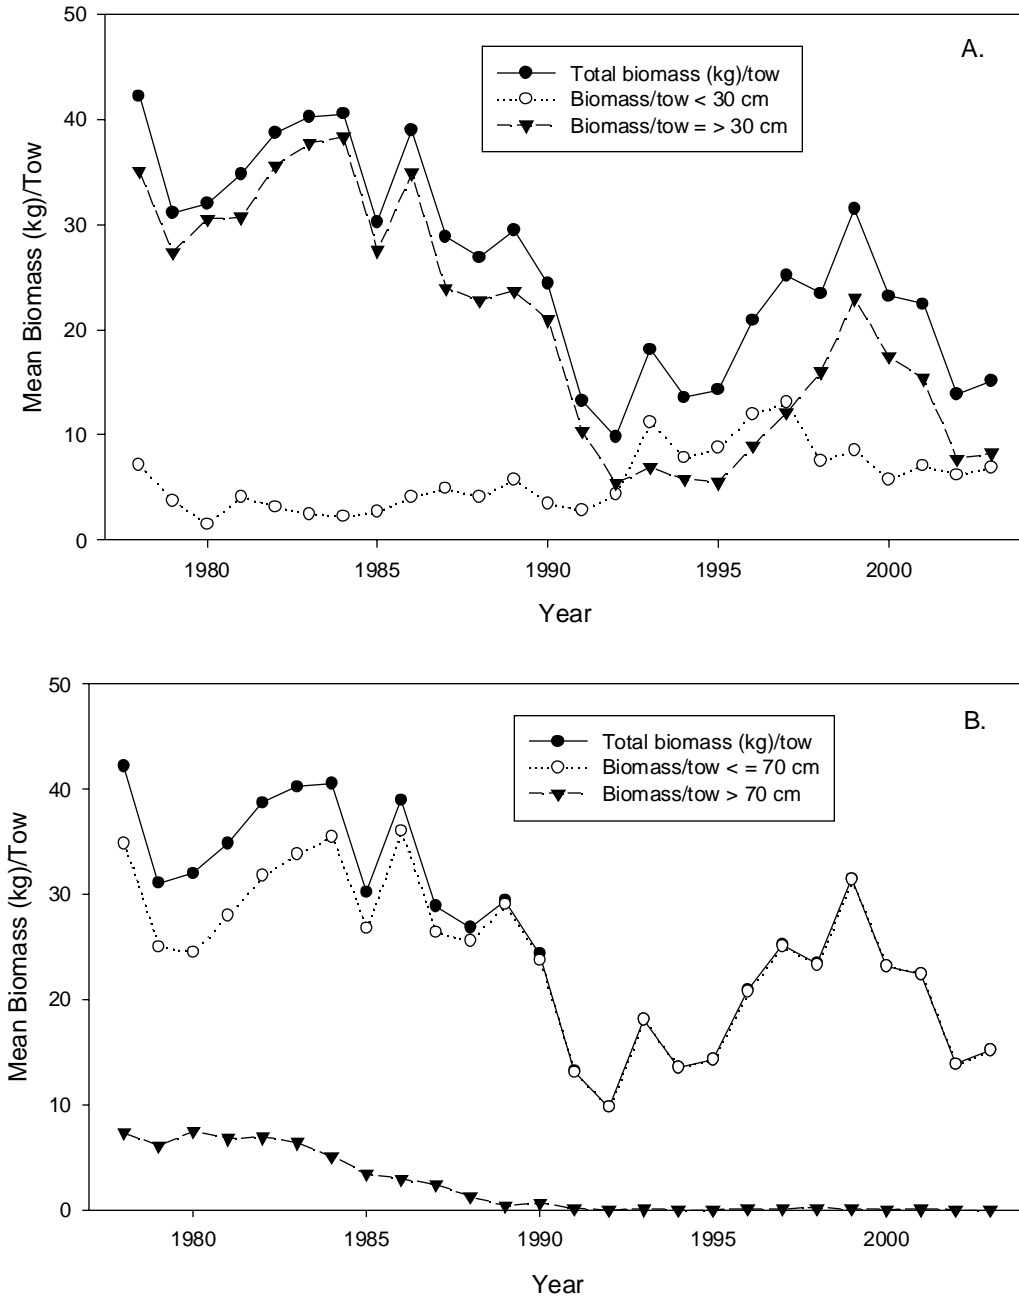 50
A.
Total biomass (kg)/tow
Biomass/tow < 30 cm
Biomass/tow = > 30 cm
40
30
20
10
0
Mean Biomass (kg)/Tow
1980 1985 1990 1995 2000
Year
50
B.
Total biomass (kg)/tow
Biomass/tow < = 70 cm
Biomass/tow > 70 cm
40
30
20
10
0
Mean Biomass (kg)/Tow
1980 1985 1990 1995 2000
Year